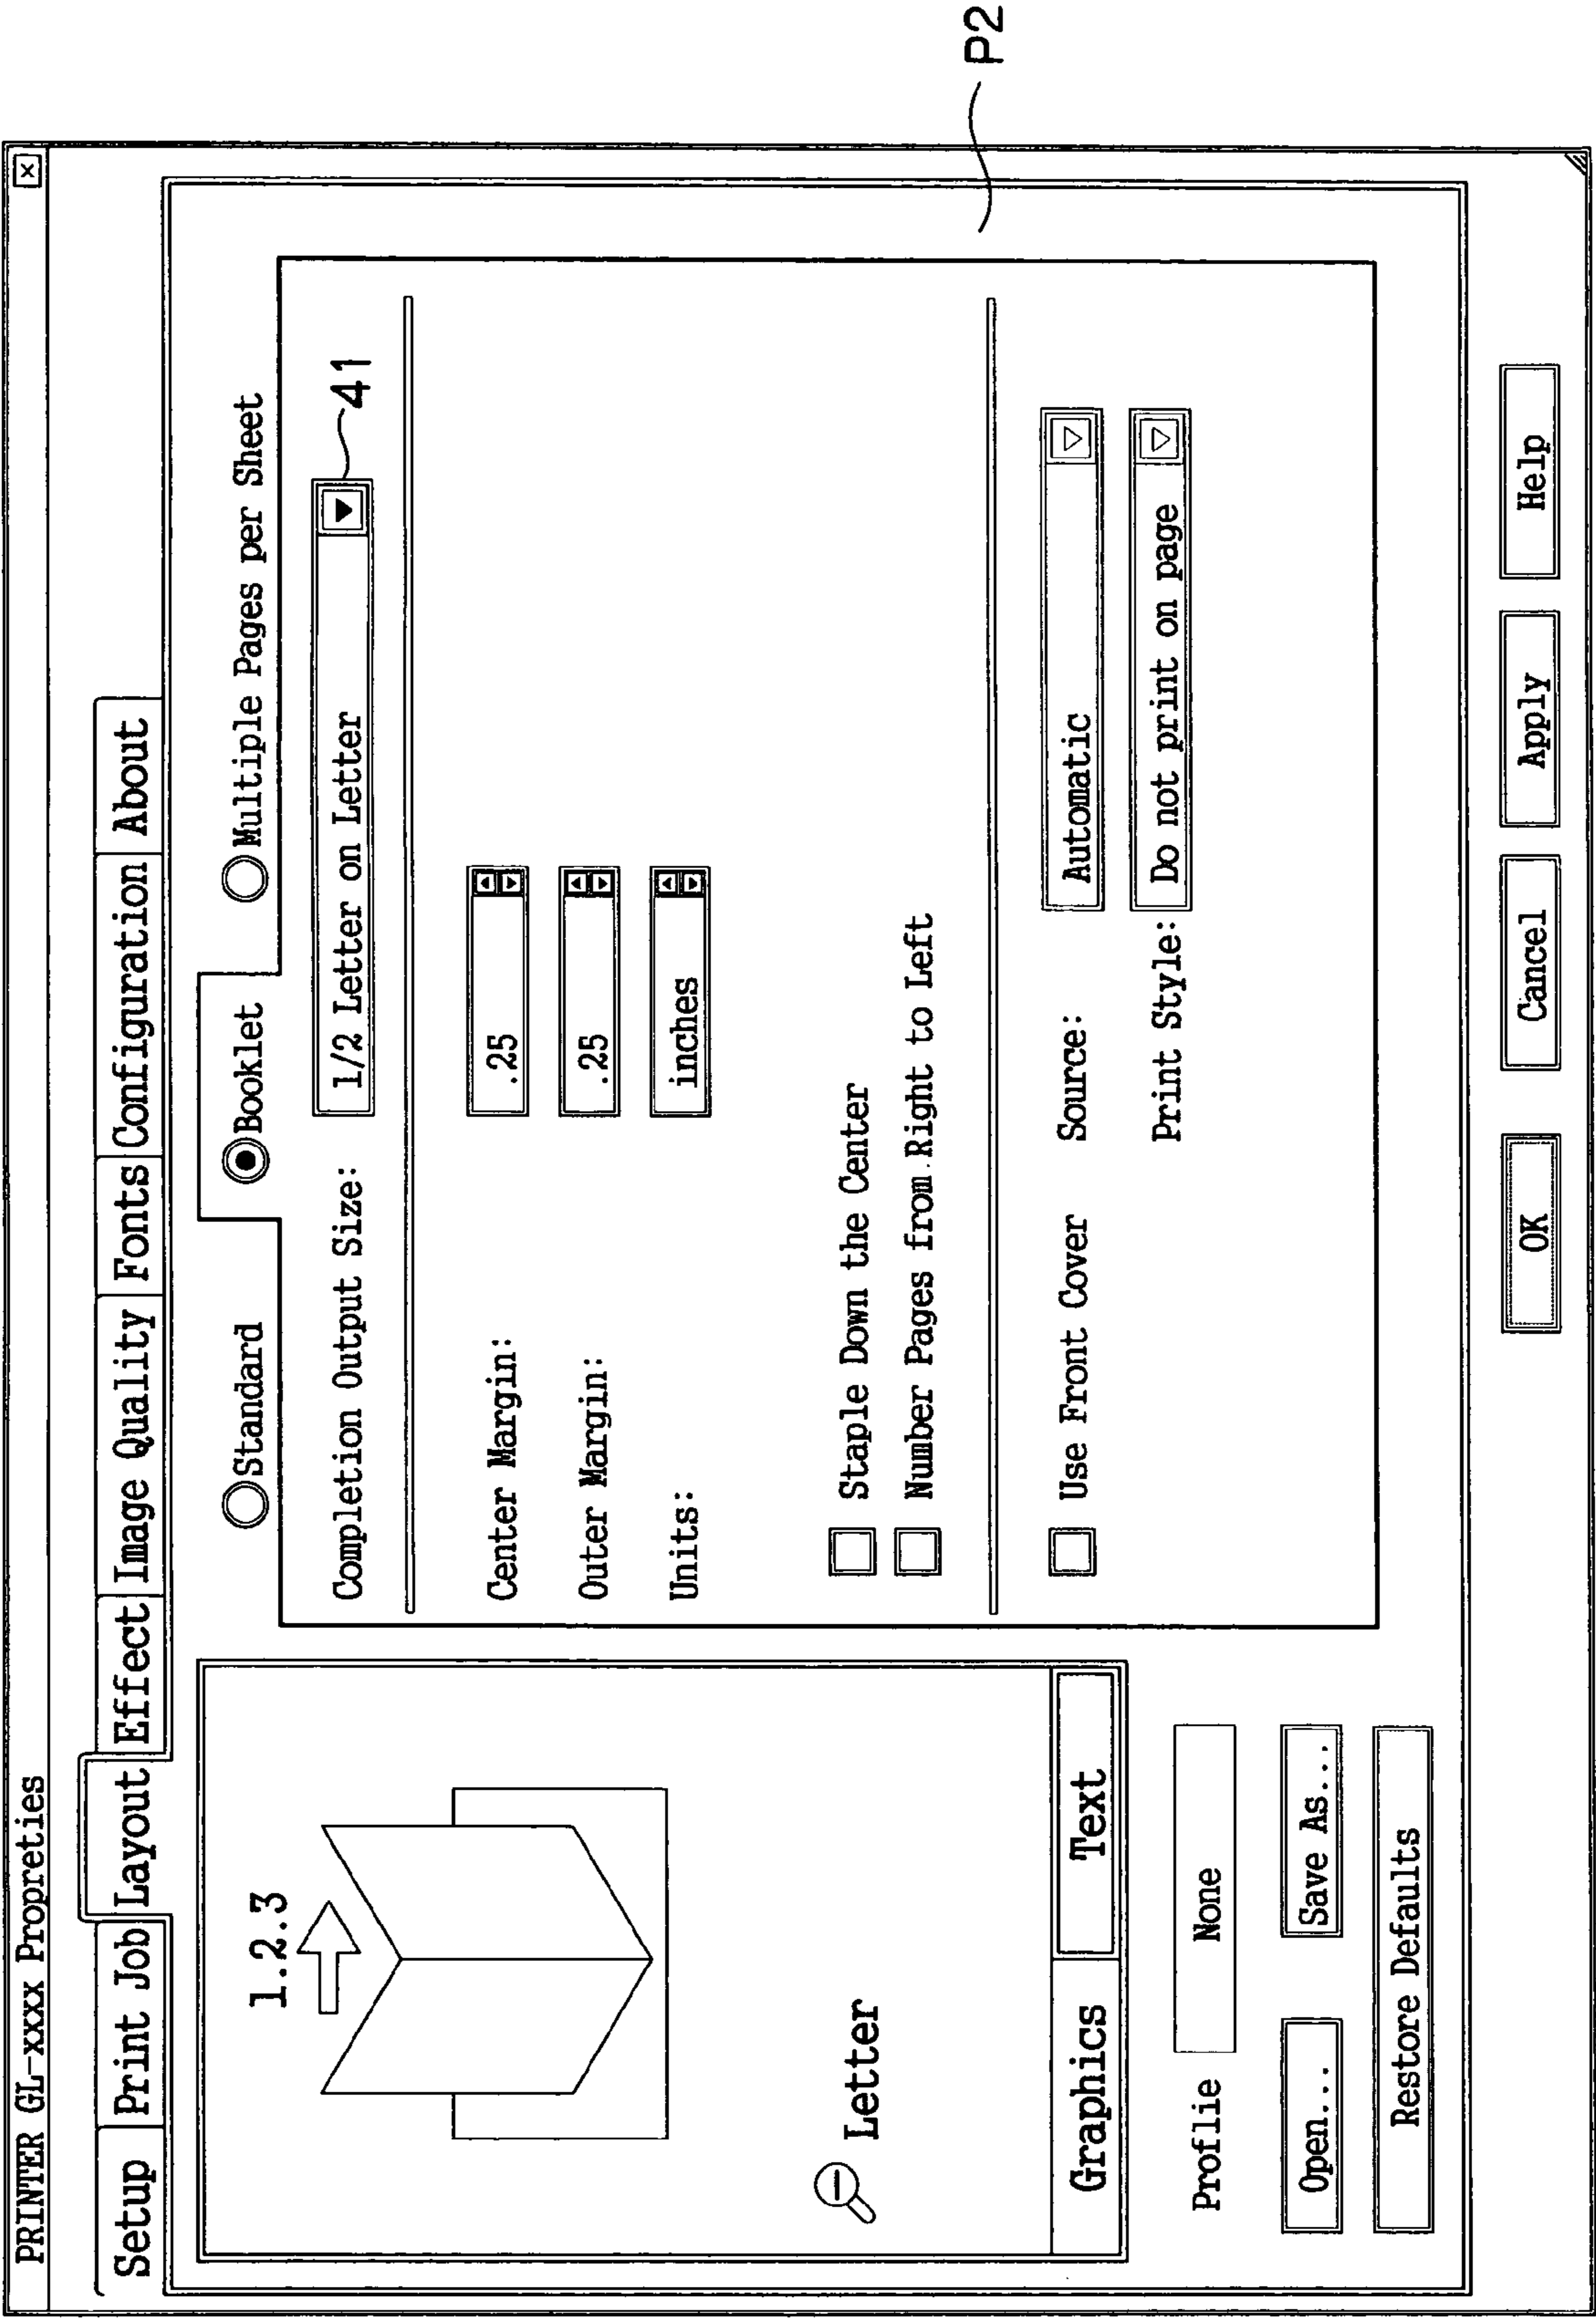 PRINTER GL-xxxx Propreties
x
Setup Print Job Layout Effect Image Quality Fonts Configuration About
Standard Booklet Multiple Pages per Sheet
1.2.3
Letter
Graphics Text
Proflie None
Open... Save As...
Restore Defaults
Completion Output Size: 1/2 Letter on Letter 41
Center Margin: .25
Outer Margin: .25
Units: inches
Staple Down the Center
Number Pages from Right to Left
Use Front Cover Source: Automatic
Print Style: Do not print on page
OK Cancel Apply Help
P2